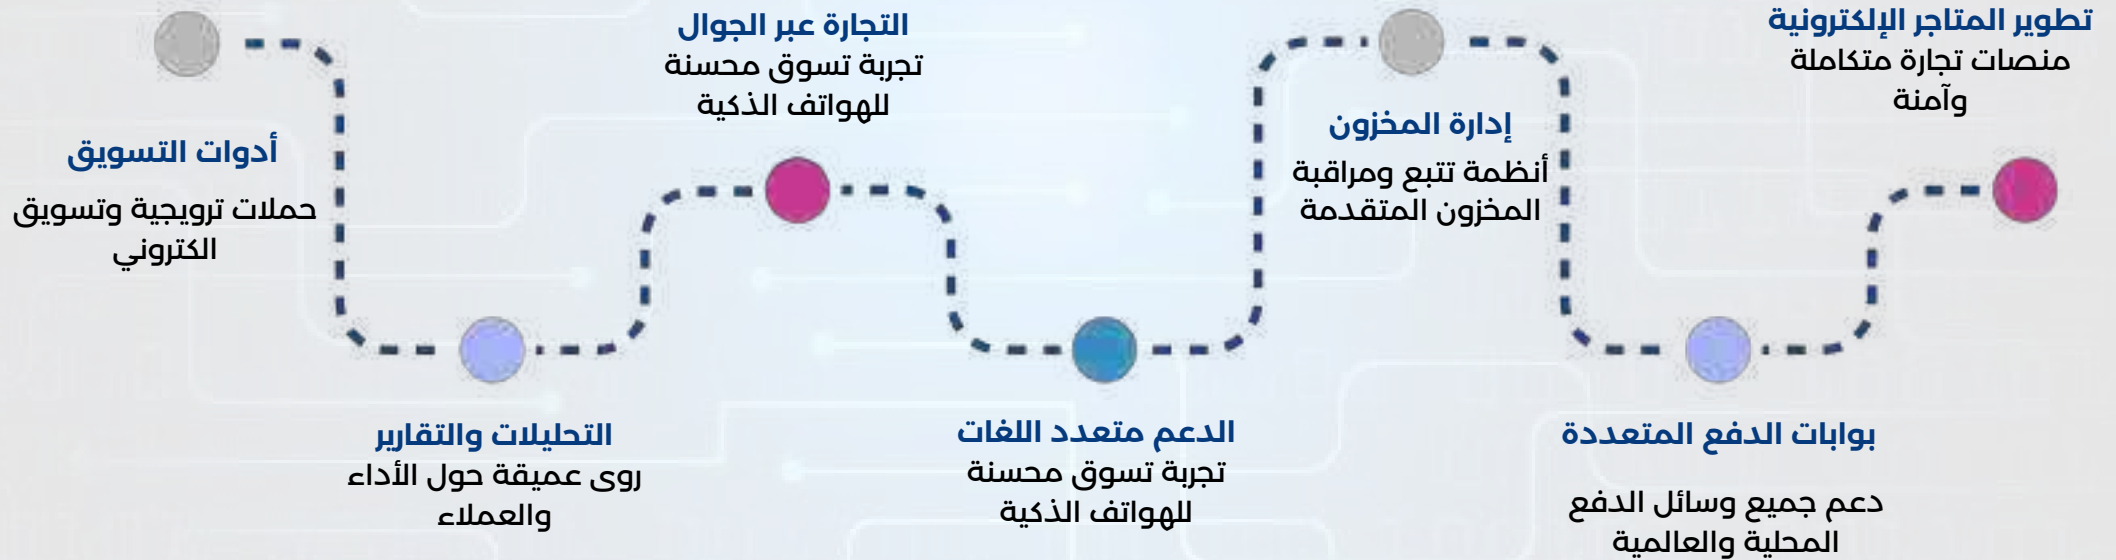 تطوير المتاجر الإلكترونية
منصات تجارة متكاملة
وآمنة
بوابات الدفع المتعددة
دعم جميع وسائل الدفع
المحلية والعالمية
إدارة المخزون
أنظمة تتبع ومراقبة
المخزون المتقدمة
الدعم متعدد اللغات
تجربة تسوق محسنة
للهواتف الذكية
التجارة عبر الجوال
تجربة تسوق محسنة
للهواتف الذكية
التحليلات والتقارير
روى عميقة حول الأداء
والعملاء
أدوات التسويق
حملات ترويجية وتسويق
الكتروني